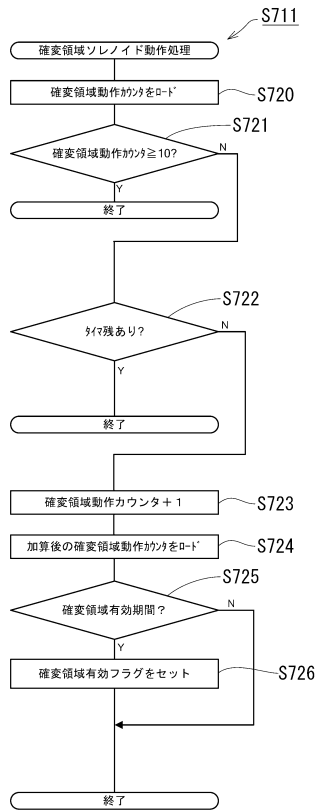 S711
確変領域ソレノイド動作処理
確変領域動作カウンタをﾛｰﾄﾞ
S720
S721
確変領域動作ｶｳﾝﾀ≧10?
N
Y
終了
S722
ﾀｲﾏ残あり?
N
Y
終了
確変領域動作カウンタ＋１
S723
加算後の確変領域動作ｶｳﾝﾀをﾛｰﾄﾞ
S724
S725
確変領域有効期間？
N
Y
確変領域有効フラグをセット
S726
終了